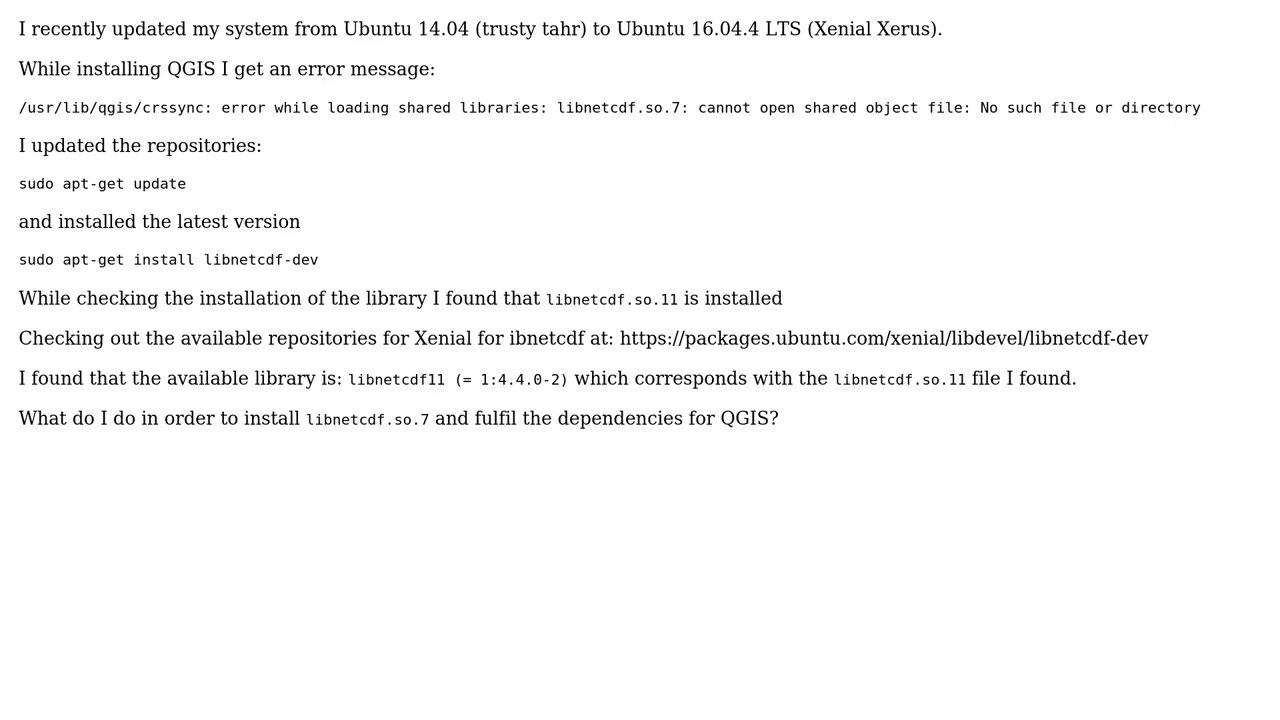 I recently updated my system from Ubuntu 14.04 (trusty tahr) to Ubuntu 16.04.4 LTS (Xenial Xerus).
While installing QGIS I get an error message:
/usr/lib/qgis/crssync: error while loading shared libraries: libnetcdf.so.7: cannot open shared object file: No such file or directory
I updated the repositories:
sudo apt-get update
and installed the latest version
sudo apt-get install libnetcdf-dev
While checking the installation of the library I found that libnetcdf.so.11 is installed
Checking out the available repositories for Xenial for ibnetcdf at: https://packages.ubuntu.com/xenial/libdevel/libnetcdf-dev
I found that the available library is: libnetcdf11 (= 1:4.4.0-2) which corresponds with the libnetcdf.so.11 file I found.
What do I do in order to install libnetcdf.so.7 and fulfil the dependencies for QGIS?